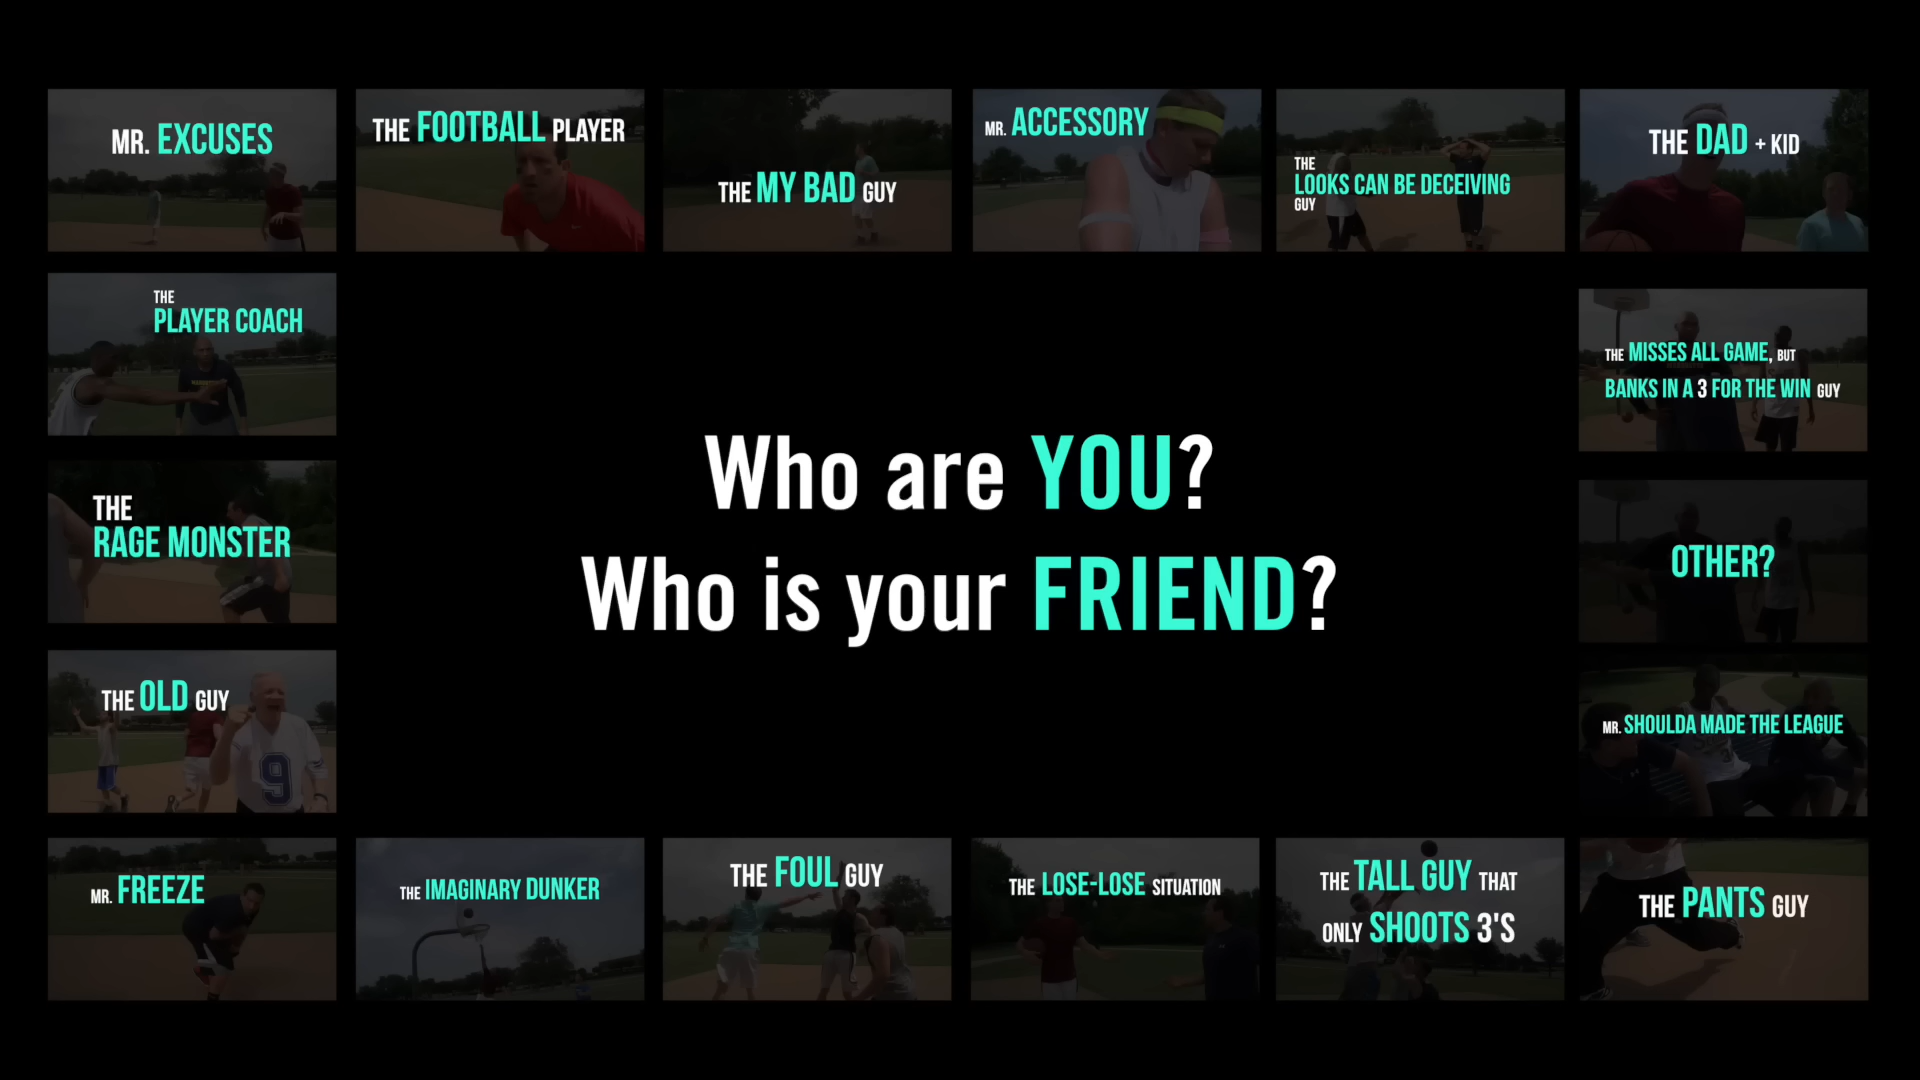 MR. EXCUSES
THE FOOTBALL PLAYER
THE MY BAD GUY
MR. ACCESSORY
THE
LOOKS CAN BE DECEIVING
GUY
THE DAD + KID
THE
PLAYER COACH
THE MISSES ALL GAME, BUT
BANKS IN A 3 FOR THE WIN GUY
Who are YOU?
Who is your FRIEND?
THE
RAGE MONSTER
OTHER?
THE OLD GUY
9
MR. SHOULDA MADE THE LEAGUE
MR. FREEZE
THE IMAGINARY DUNKER
THE FOUL GUY
THE LOSE-LOSE SITUATION
THE TALL GUY THAT
ONLY SHOOTS 3'S
THE PANTS GUY